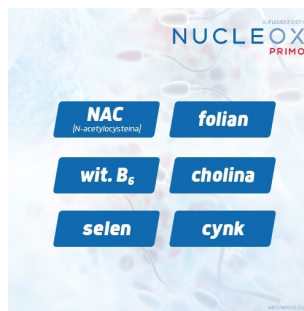 SUPLEMENT DIETY
NUCLEOX
PRIMO
NAC
(N-acetylocysteina)
folian
wit. B₆
cholina
selen
cynk